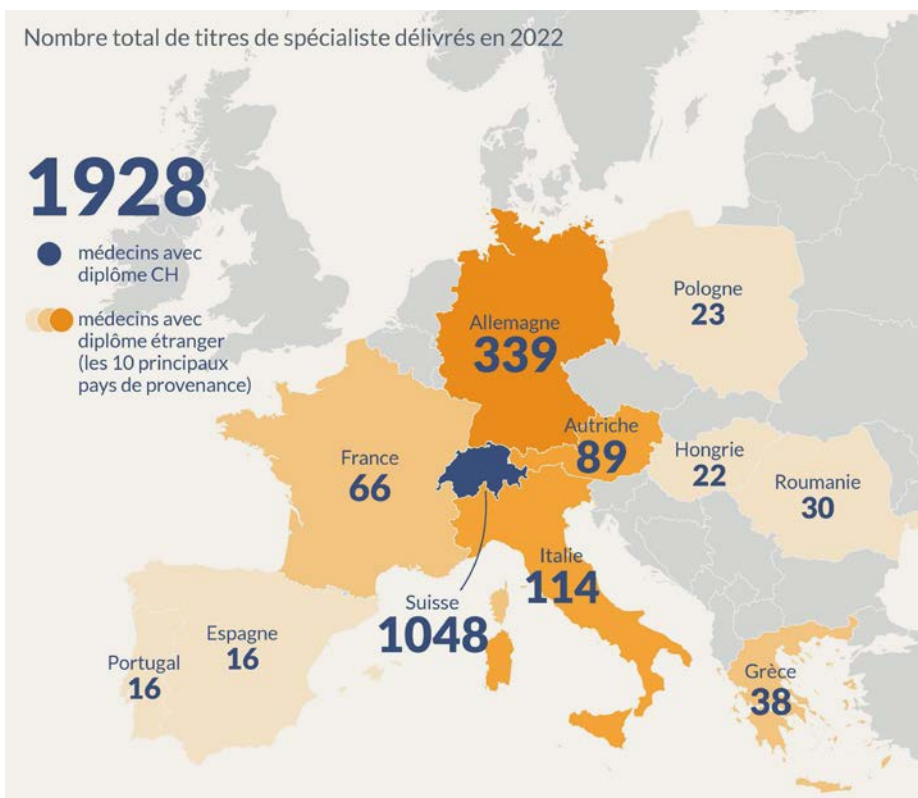 Nombre total de titres de spécialiste délivrés en 2022
1928
médecins avec
diplôme CH
médecins avec
diplôme étranger
(les 10 principaux
pays de provenance)
Pologne
23
Allemagne
339
Autriche
89
Hongrie
22
Roumanie
30
France
66
Italie
114
Suisse
1048
Espagne
16
Portugal
16
Grèce
38